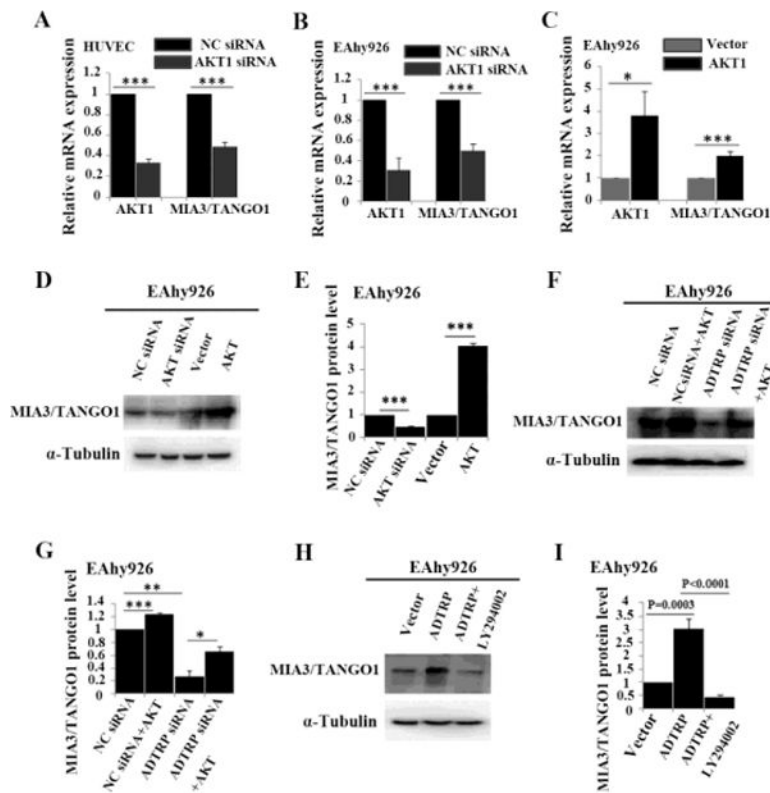 A
HUVEC
NC siRNA
AKT1 siRNA
Relative mRNA expression
1.2
1
0.8
0.6
0.4
0.2
0
***
***
AKT1
MIA3/TANGO1
B
EAhy926
NC siRNA
AKT1 siRNA
Relative mRNA expression
1.2
1
0.8
0.6
0.4
0.2
0
***
***
AKT1
MIA3/TANGO1
C
EAhy926
Vector
AKT1
Relative mRNA expression
6
5
4
3
2
1
0
*
***
AKT1
MIA3/TANGO1
D
EAhy926
NC siRNA
AKT siRNA
Vector
AKT
MIA3/TANGO1
α-Tubulin
E
EAhy926
MIA3/TANGO1 protein level
5
4
3
2
1
0
***
***
NC siRNA
AKT siRNA
Vector
AKT
F
EAhy926
NC siRNA
NCsiRNA+AKT
ADTRP siRNA
ADTRP siRNA
+AKT
MIA3/TANGO1
α-Tubulin
G
EAhy926
MIA3/TANGO1 protein level
1.4
1.2
1
0.8
0.6
0.4
0.2
0
**
***
*
NC siRNA
NC siRNA+AKT
ADTRP siRNA
ADTRP siRNA
+AKT
H
EAhy926
Vector
ADTRP
ADTRP+
LY294002
MIA3/TANGO1
α-Tubulin
I
EAhy926
MIA3/TANGO1 protein level
P<0.0001
P=0.0003
4
3.5
3
2.5
2
1.5
1
0.5
0
Vector
ADTRP
ADTRP+
LY294002